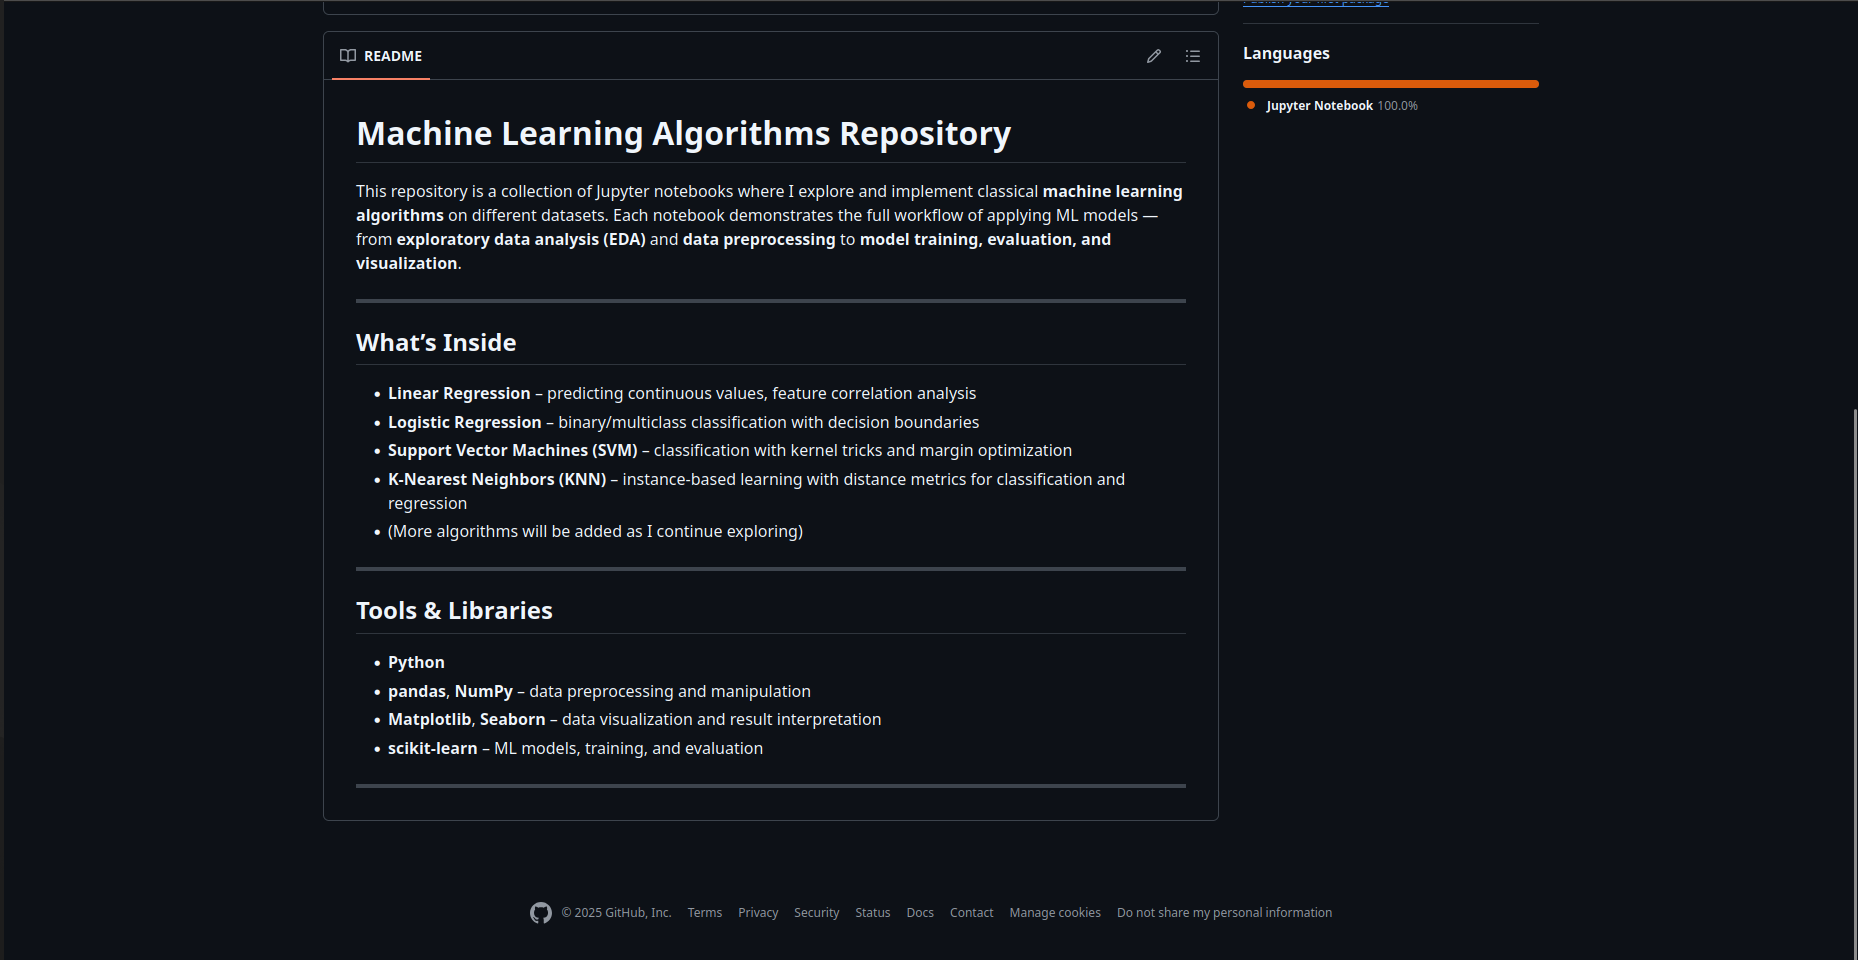 Publish your first package
README
Machine Learning Algorithms Repository
This repository is a collection of Jupyter notebooks where I explore and implement classical machine learning
algorithms on different datasets. Each notebook demonstrates the full workflow of applying ML models —
from exploratory data analysis (EDA) and data preprocessing to model training, evaluation, and
visualization.
What’s Inside
• Linear Regression – predicting continuous values, feature correlation analysis
• Logistic Regression – binary/multiclass classification with decision boundaries
• Support Vector Machines (SVM) – classification with kernel tricks and margin optimization
• K-Nearest Neighbors (KNN) – instance-based learning with distance metrics for classification and
regression
• (More algorithms will be added as I continue exploring)
Tools & Libraries
• Python
• pandas, NumPy – data preprocessing and manipulation
• Matplotlib, Seaborn – data visualization and result interpretation
• scikit-learn – ML models, training, and evaluation
Languages
Jupyter Notebook 100.0%
© 2025 GitHub, Inc. Terms Privacy Security Status Docs Contact Manage cookies Do not share my personal information